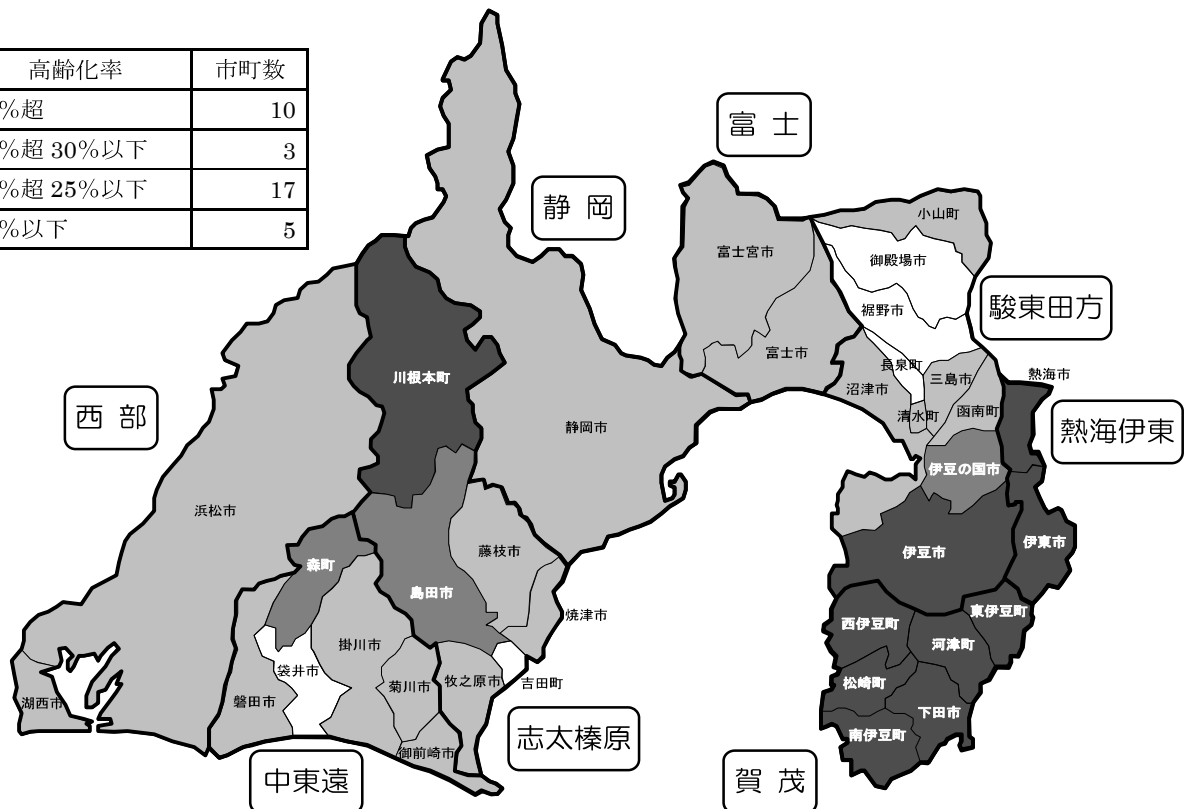 高齢化率 市町数
%超 10
%超 30%以下 3
%超 25%以下 17
%以下 5
富 士
静 岡
小山町
富士宮市
御殿場市
駿東田方
裾野市
富士市
長泉町
熱海市
川根本町
沼津市
三島市
西 部
清水町
函南町
静岡市
熱海伊東
伊豆の国市
浜松市
藤枝市
伊豆市
伊東市
森町
島田市
焼津市
東伊豆町
西伊豆町
掛川市
河津町
袋井市
牧之原市
吉田町
松崎町
菊川市
湖西市
磐田市
下田市
志太榛原
南伊豆町
御前崎市
中東遠
賀 茂